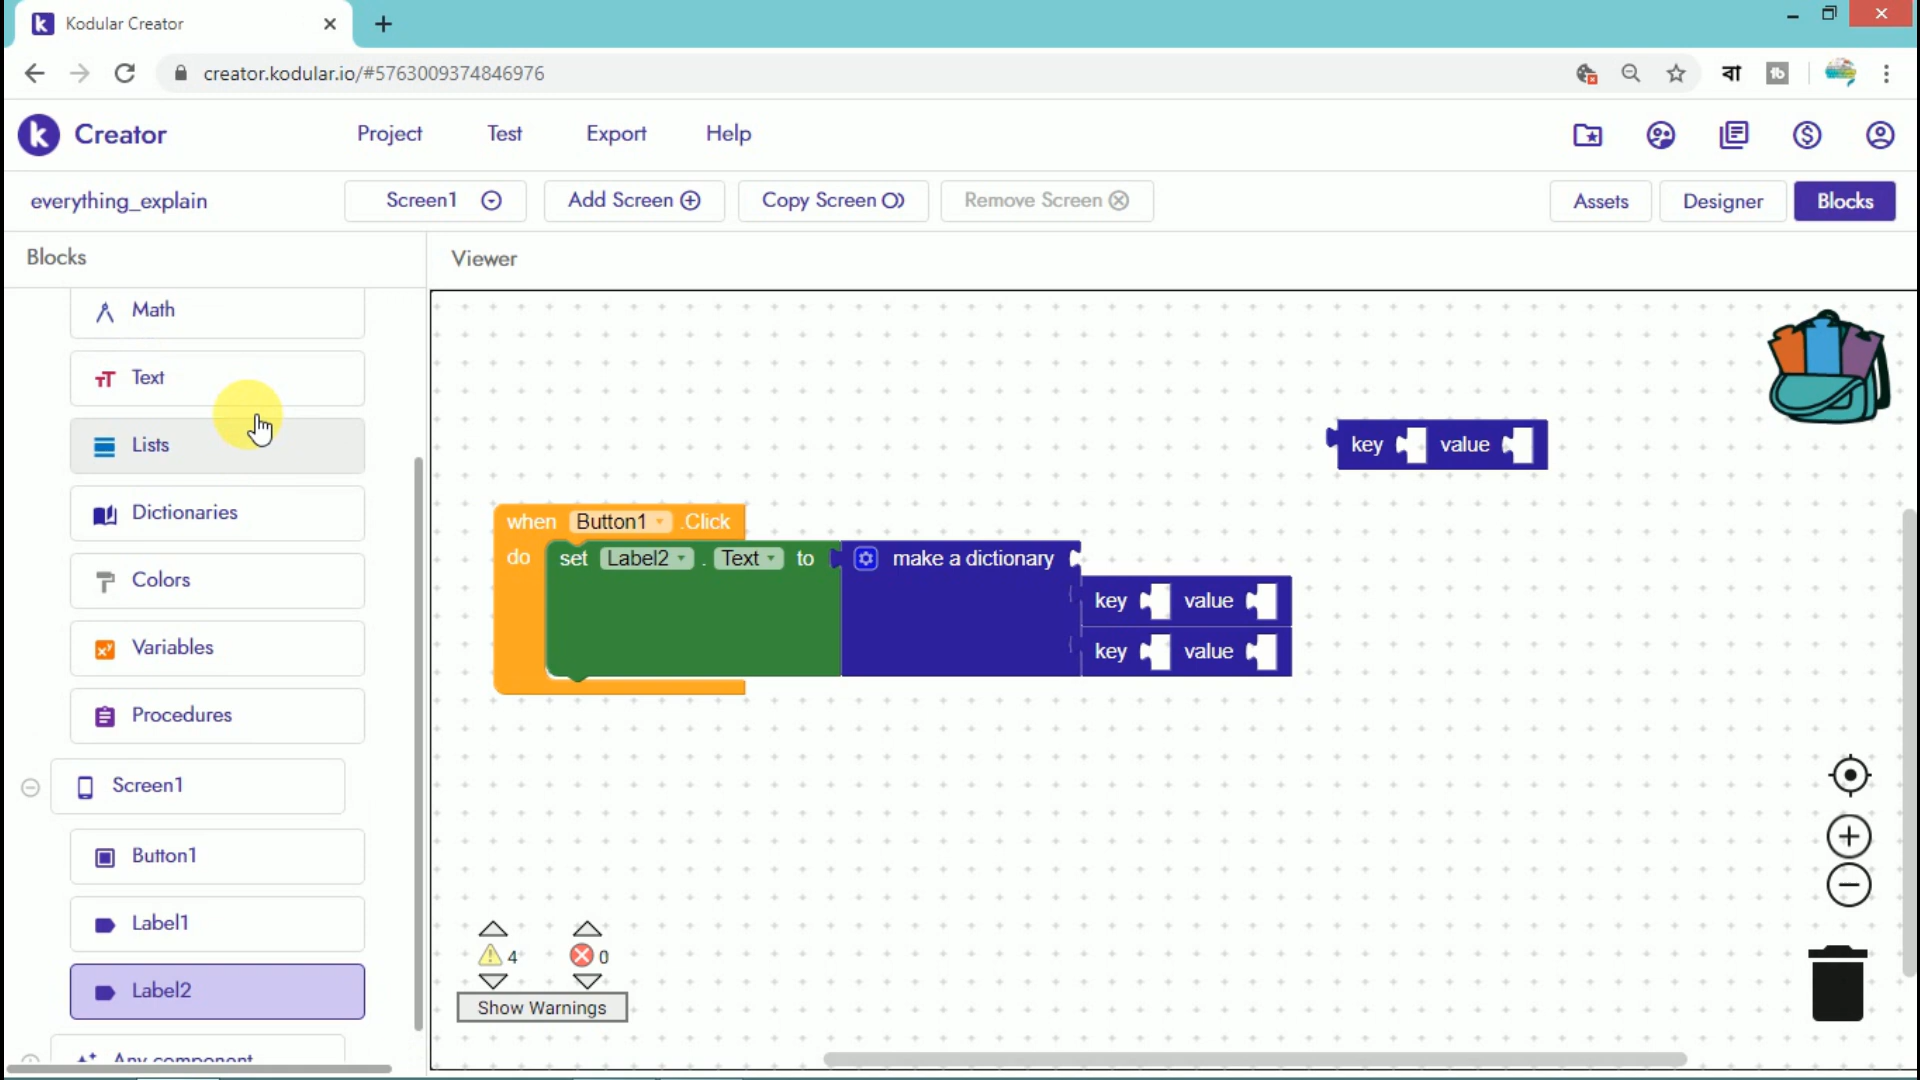 Kodular Creator
creator.kodular.io/#5763009374846976
বা
Creator
Project
Test
Export
Help
everything_explain
Screen1
Add Screen
Copy Screen
Remove Screen
Assets
Designer
Blocks
Blocks
Viewer
Math
Text
Lists
Dictionaries
Colors
Variables
Procedures
Screen1
Button1
Label1
Label2
Any component
key value
when Button1 .Click
do set Label2 . Text to make a dictionary
key value
key value
4
0
Show Warnings